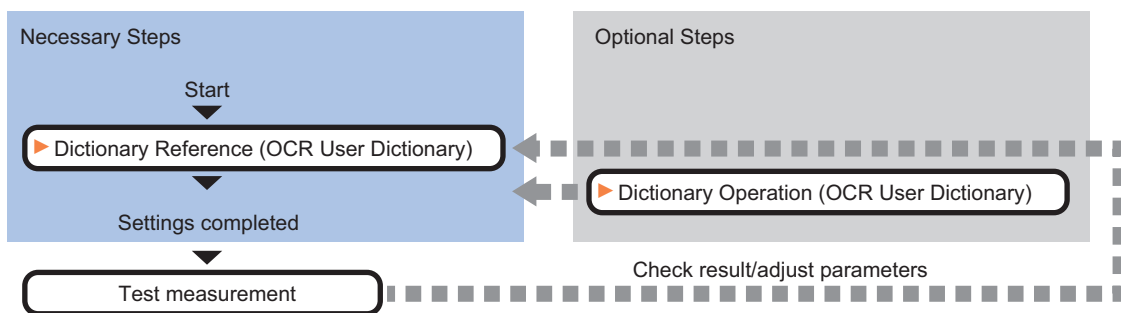 Necessary Steps
Optional Steps
Start
Dictionary Reference (OCR User Dictionary)
Dictionary Operation (OCR User Dictionary)
Settings completed
Check result/adjust parameters
Test measurement